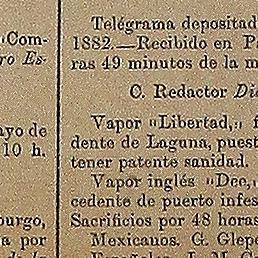 "Com-
ro Es-
ayo de
10 h.
burgo,
a por
Telégrama depositad
1882.—Recibido en P
ras 49 minutos de la m
C. Redactor Di
Vapor "Libertad," f
dente de Laguna, puest
tener patente sanidad.
Vapor inglés "Dee,"
cedente de puerto infes
Sacrificios por 48 horas
Mexicanos. G. Glepe